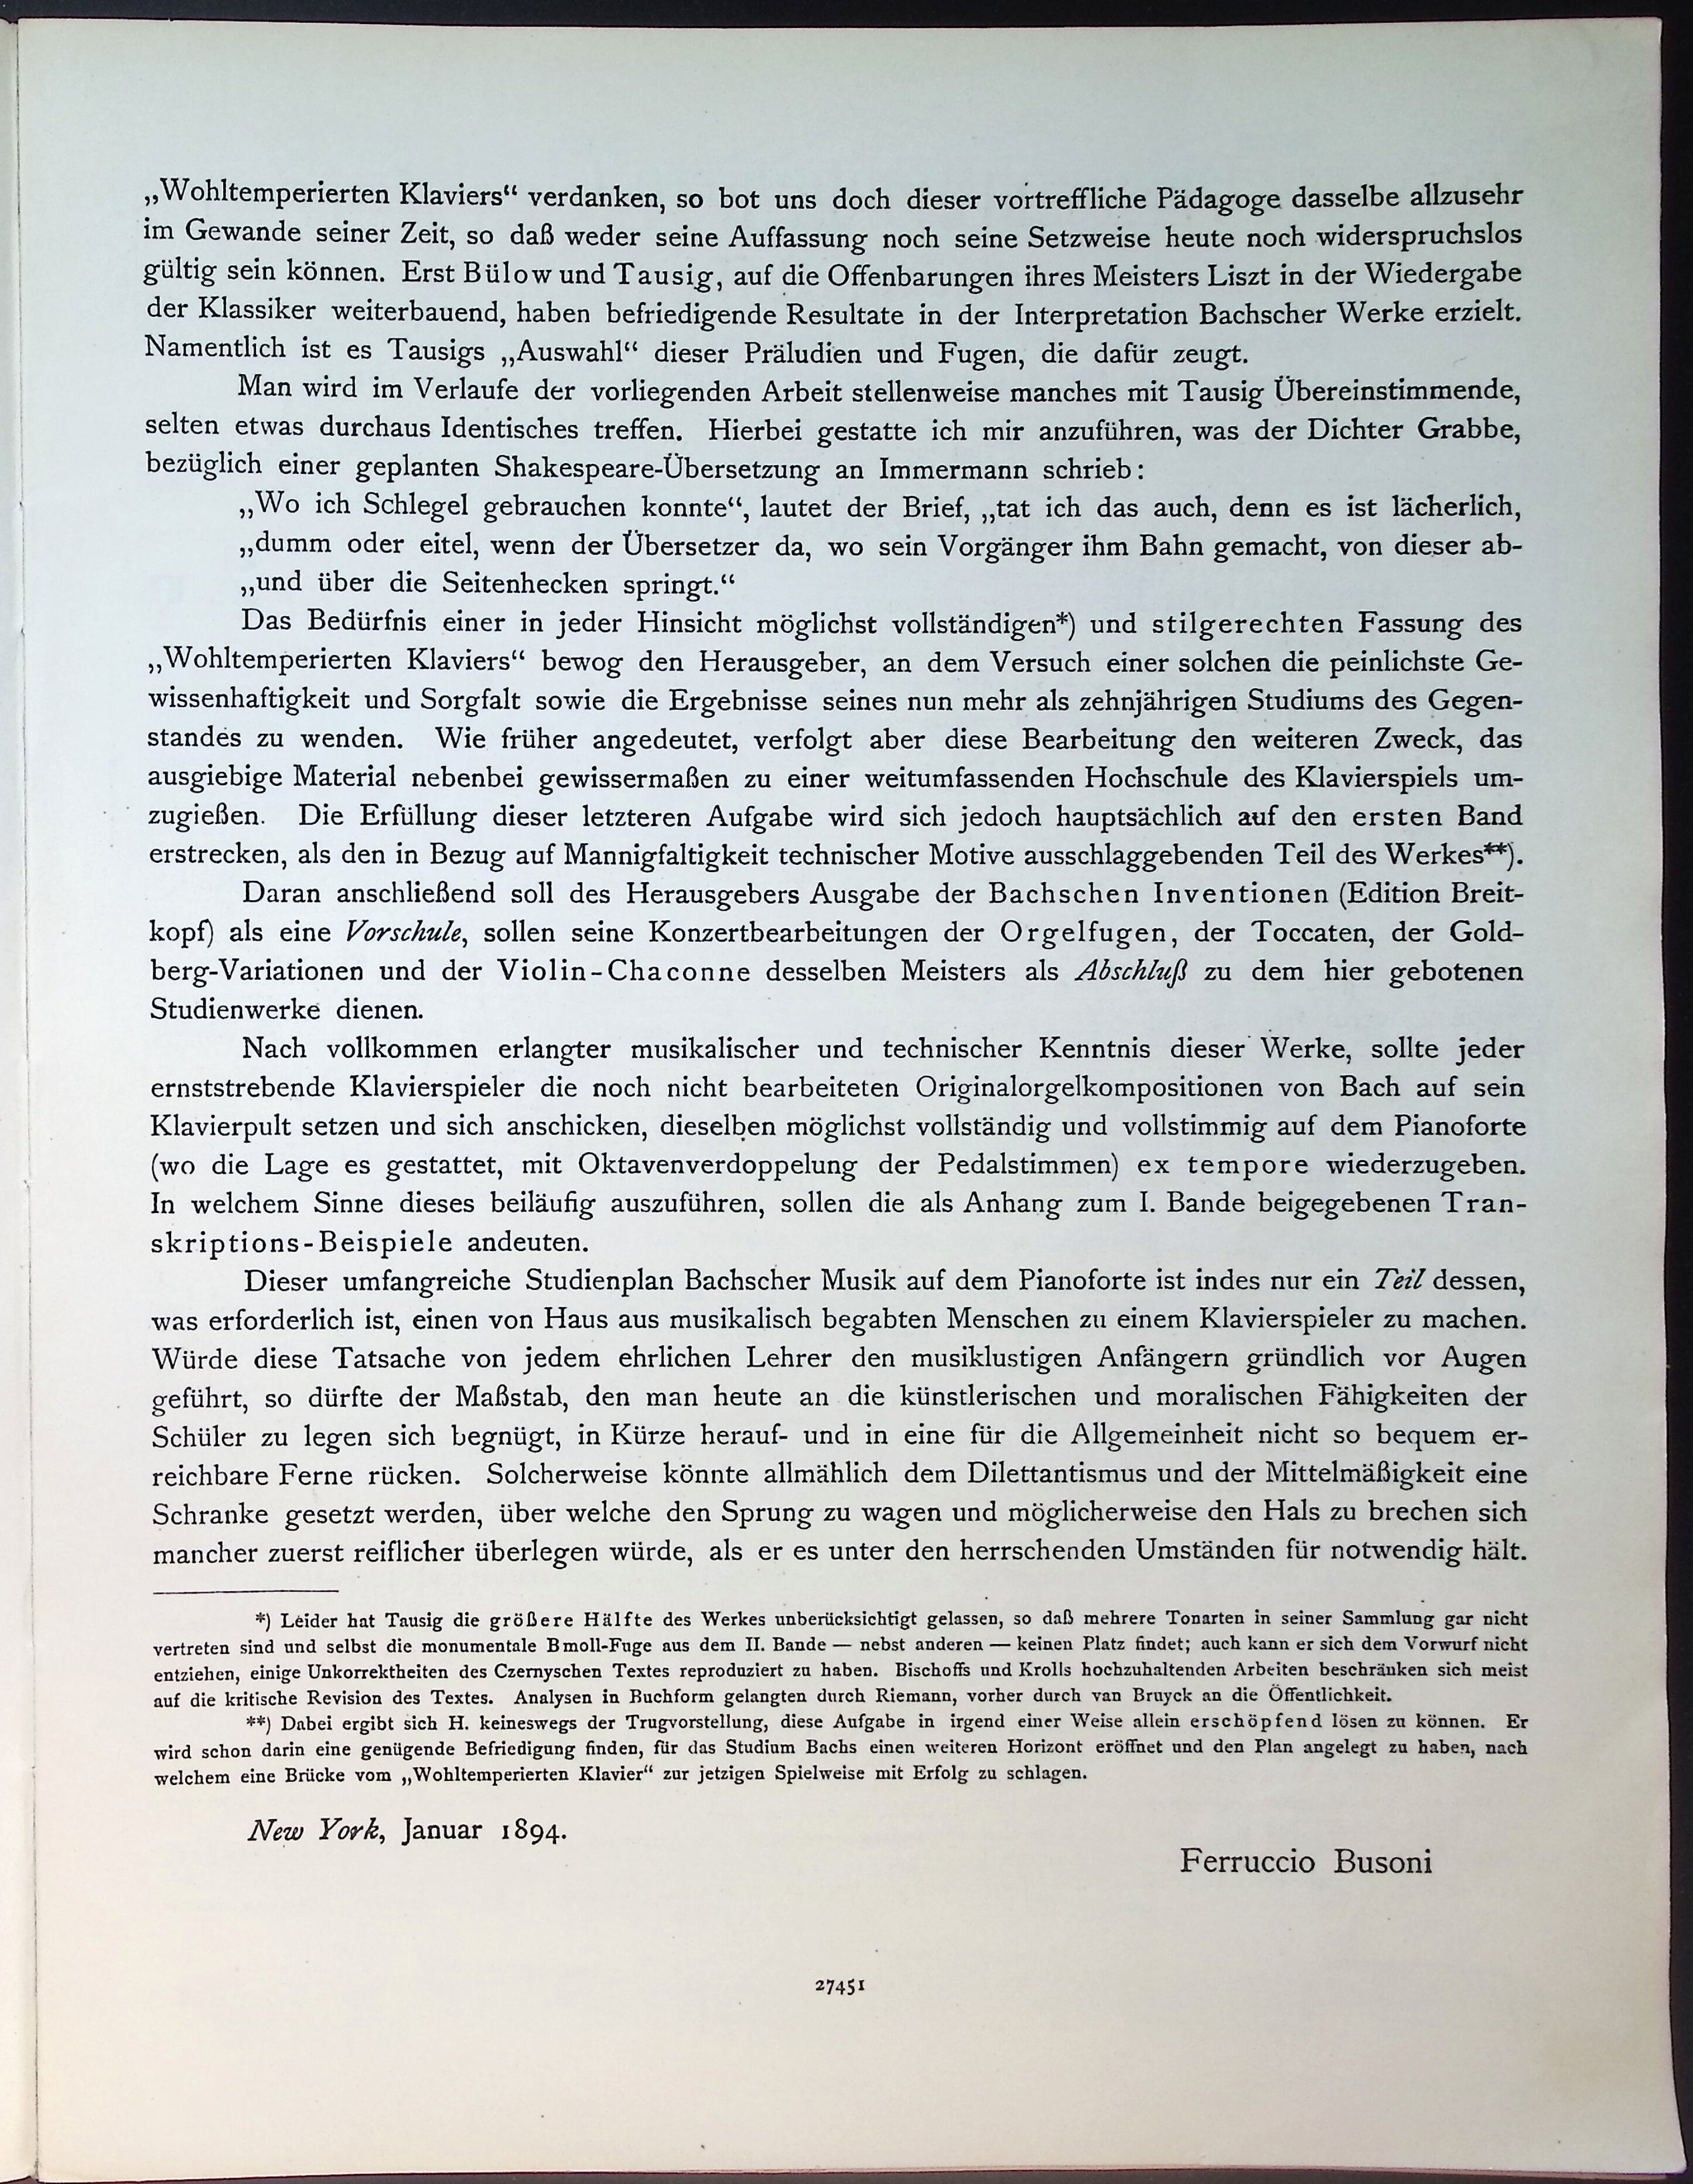 „Wohltemperierten Klaviers“ verdanken, so bot uns doch dieser vortreffliche Pädagoge dasselbe allzusehr
im Gewande seiner Zeit, so daß weder seine Auffassung noch seine Setzweise heute noch widerspruchslos
gültig sein können. Erst Bülow und Tausig, auf die Offenbarungen ihres Meisters Liszt in der Wiedergabe
der Klassiker weiterbauend, haben befriedigende Resultate in der Interpretation Bachscher Werke erzielt.
Namentlich ist es Tausigs „Auswahl“ dieser Präludien und Fugen, die dafür zeugt.
Man wird im Verlaufe der vorliegenden Arbeit stellenweise manches mit Tausig Übereinstimmende,
selten etwas durchaus Identisches treffen. Hierbei gestatte ich mir anzuführen, was der Dichter Grabbe,
bezüglich einer geplanten Shakespeare-Übersetzung an Immermann schrieb:
„Wo ich Schlegel gebrauchen konnte“, lautet der Brief, „tat ich das auch, denn es ist lächerlich,
„dumm oder eitel, wenn der Übersetzer da, wo sein Vorgänger ihm Bahn gemacht, von dieser ab-
„und über die Seitenhecken springt.“
Das Bedürfnis einer in jeder Hinsicht möglichst vollständigen*) und stilgerechten Fassung des
„Wohltemperierten Klaviers“ bewog den Herausgeber, an dem Versuch einer solchen die peinlichste Ge-
wissenhaftigkeit und Sorgfalt sowie die Ergebnisse seines nun mehr als zehnjährigen Studiums des Gegen-
standes zu wenden. Wie früher angedeutet, verfolgt aber diese Bearbeitung den weiteren Zweck, das
ausgiebige Material nebenbei gewissermaßen zu einer weitumfassenden Hochschule des Klavierspiels um-
zugießen. Die Erfüllung dieser letzteren Aufgabe wird sich jedoch hauptsächlich auf den ersten Band
erstrecken, als den in Bezug auf Mannigfaltigkeit technischer Motive ausschlaggebenden Teil des Werkes**).
Daran anschließend soll des Herausgebers Ausgabe der Bachschen Inventionen (Edition Breit-
kopf) als eine Vorschule, sollen seine Konzertbearbeitungen der Orgelfugen, der Toccaten, der Gold-
berg-Variationen und der Violin-Chaconne desselben Meisters als Abschluß zu dem hier gebotenen
Studienwerke dienen.
Nach vollkommen erlangter musikalischer und technischer Kenntnis dieser Werke, sollte jeder
ernststrebende Klavierspieler die noch nicht bearbeiteten Originalorgelkompositionen von Bach auf sein
Klavierpult setzen und sich anschicken, dieselben möglichst vollständig und vollstimmig auf dem Pianoforte
(wo die Lage es gestattet, mit Oktavenverdoppelung der Pedalstimmen) ex tempore wiederzugeben.
In welchem Sinne dieses beiläufig auszuführen, sollen die als Anhang zum I. Bande beigegebenen Tran-
skriptions-Beispiele andeuten.
Dieser umfangreiche Studienplan Bachscher Musik auf dem Pianoforte ist indes nur ein Teil dessen,
was erforderlich ist, einen von Haus aus musikalisch begabten Menschen zu einem Klavierspieler zu machen.
Würde diese Tatsache von jedem ehrlichen Lehrer den musiklustigen Anfängern gründlich vor Augen
geführt, so dürfte der Maßstab, den man heute an die künstlerischen und moralischen Fähigkeiten der
Schüler zu legen sich begnügt, in Kürze herauf- und in eine für die Allgemeinheit nicht so bequem er-
reichbare Ferne rücken. Solcherweise könnte allmählich dem Dilettantismus und der Mittelmäßigkeit eine
Schranke gesetzt werden, über welche den Sprung zu wagen und möglicherweise den Hals zu brechen sich
mancher zuerst reiflicher überlegen würde, als er es unter den herrschenden Umständen für notwendig hält.
*) Leider hat Tausig die größere Hälfte des Werkes unberücksichtigt gelassen, so daß mehrere Tonarten in seiner Sammlung gar nicht
vertreten sind und selbst die monumentale Bmoll-Fuge aus dem II. Bande — nebst anderen — keinen Platz findet; auch kann er sich dem Vorwurf nicht
entziehen, einige Unkorrektheiten des Czernyschen Textes reproduziert zu haben. Bischoffs und Krolls hochzuhaltenden Arbeiten beschränken sich meist
auf die kritische Revision des Textes. Analysen in Buchform gelangten durch Riemann, vorher durch van Bruyck an die Öffentlichkeit.
**) Dabei ergibt sich H. keineswegs der Trugvorstellung, diese Aufgabe in irgend einer Weise allein erschöpfend lösen zu können. Er
wird schon darin eine genügende Befriedigung finden, für das Studium Bachs einen weiteren Horizont eröffnet und den Plan angelegt zu haben, nach
welchem eine Brücke vom „Wohltemperierten Klavier“ zur jetzigen Spielweise mit Erfolg zu schlagen.
New York, Januar 1894.
Ferruccio Busoni
27451